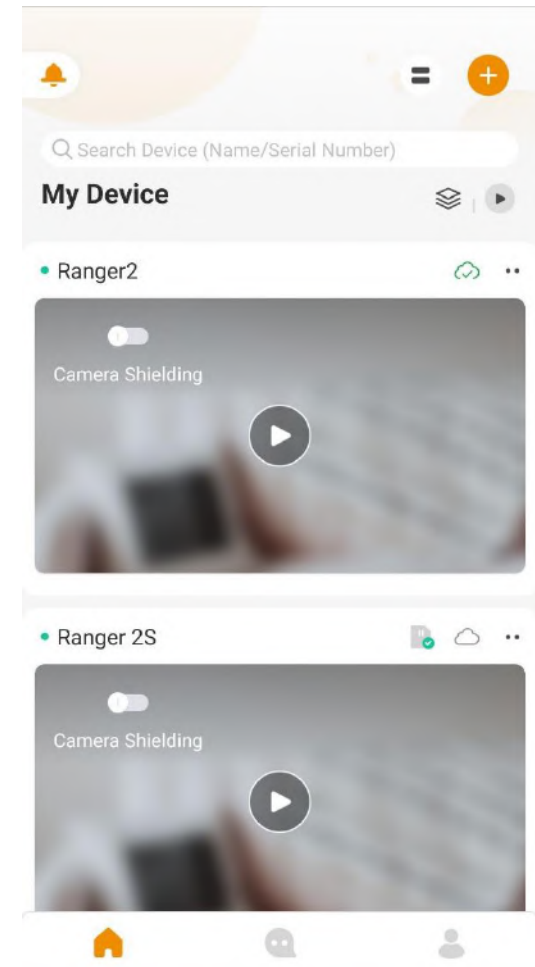 Search Device (Name/Serial Number)
My Device
Ranger2
Camera Shielding
Ranger 2S
Camera Shielding